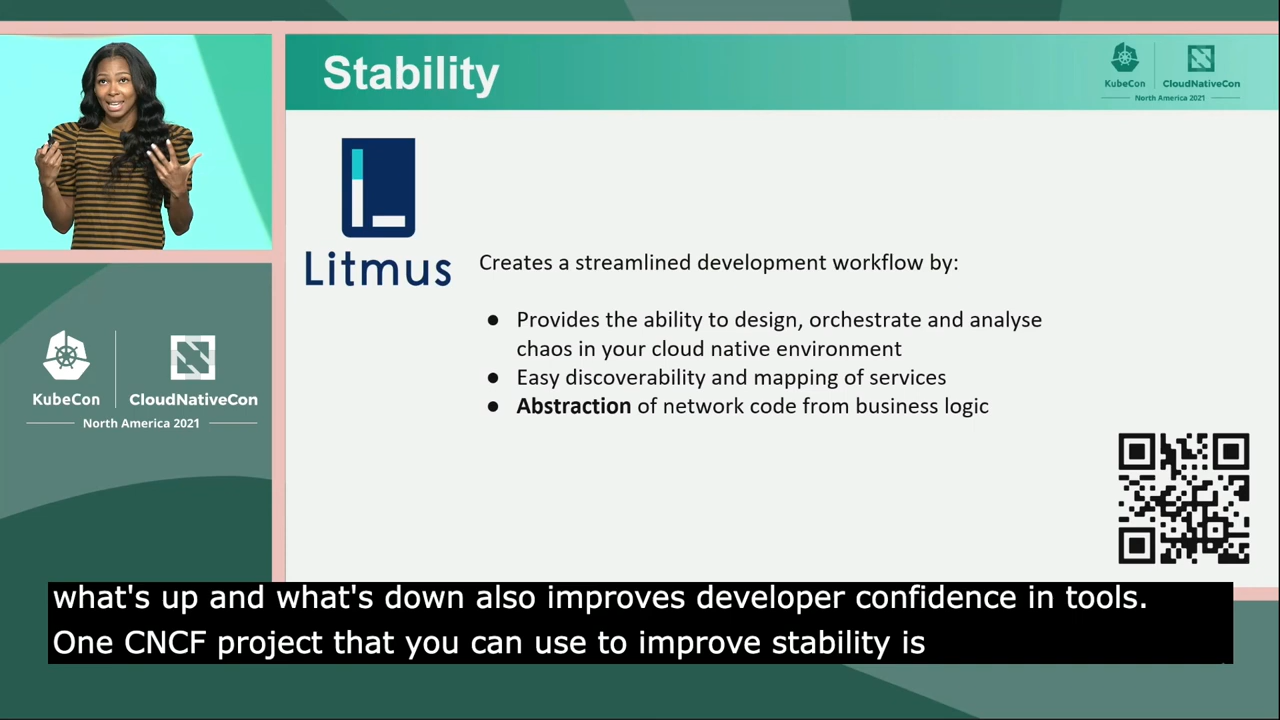 Stability
KubeCon
CloudNativeCon
North America 2021
Litmus
Creates a streamlined development workflow by:
● Provides the ability to design, orchestrate and analyse
chaos in your cloud native environment
● Easy discoverability and mapping of services
● Abstraction of network code from business logic
KubeCon
CloudNativeCon
North America 2021
what's up and what's down also improves developer confidence in tools.
One CNCF project that you can use to improve stability is